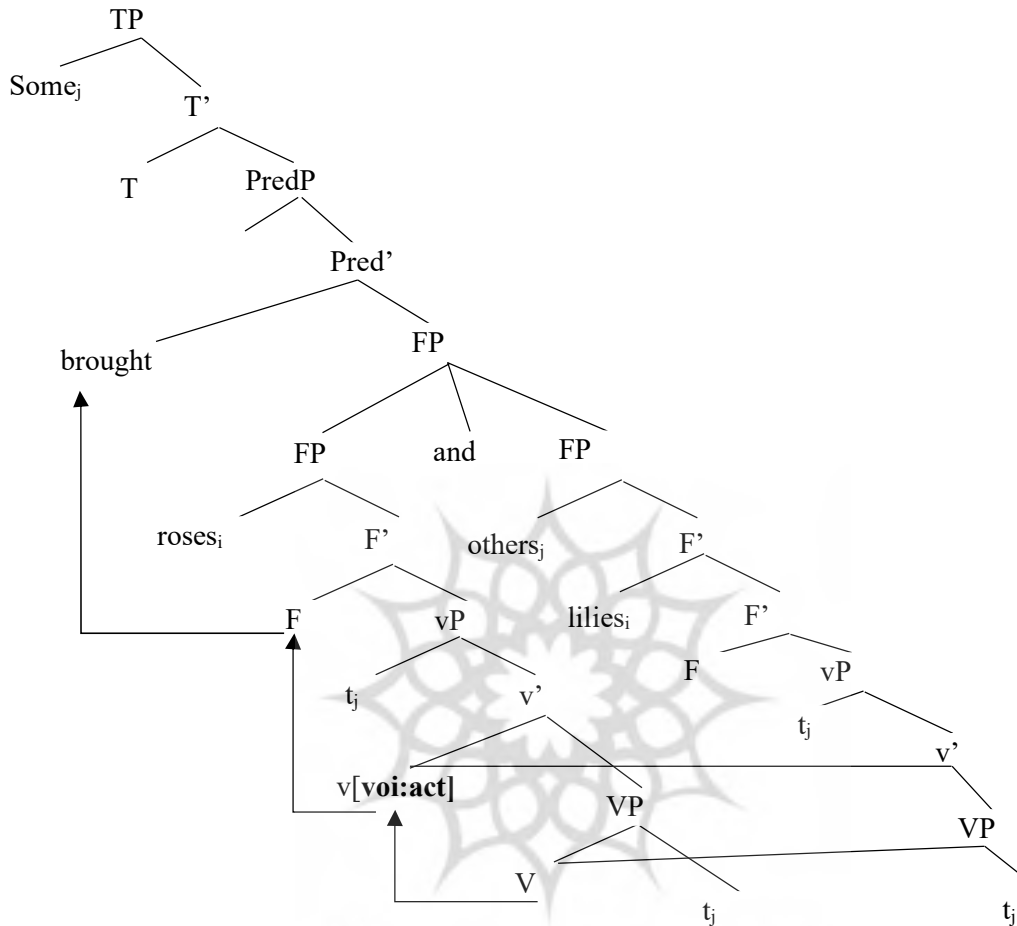 TP
Someⱼ
T’
T
PredP
Pred’
brought
FP
FP and FP
rosesᵢ
F’
othersⱼ
F’
F
vP
liliesᵢ
F’
F
vP
tⱼ
v’
tⱼ
v’
v[voi:act]
VP
VP
V
tⱼ
tⱼ